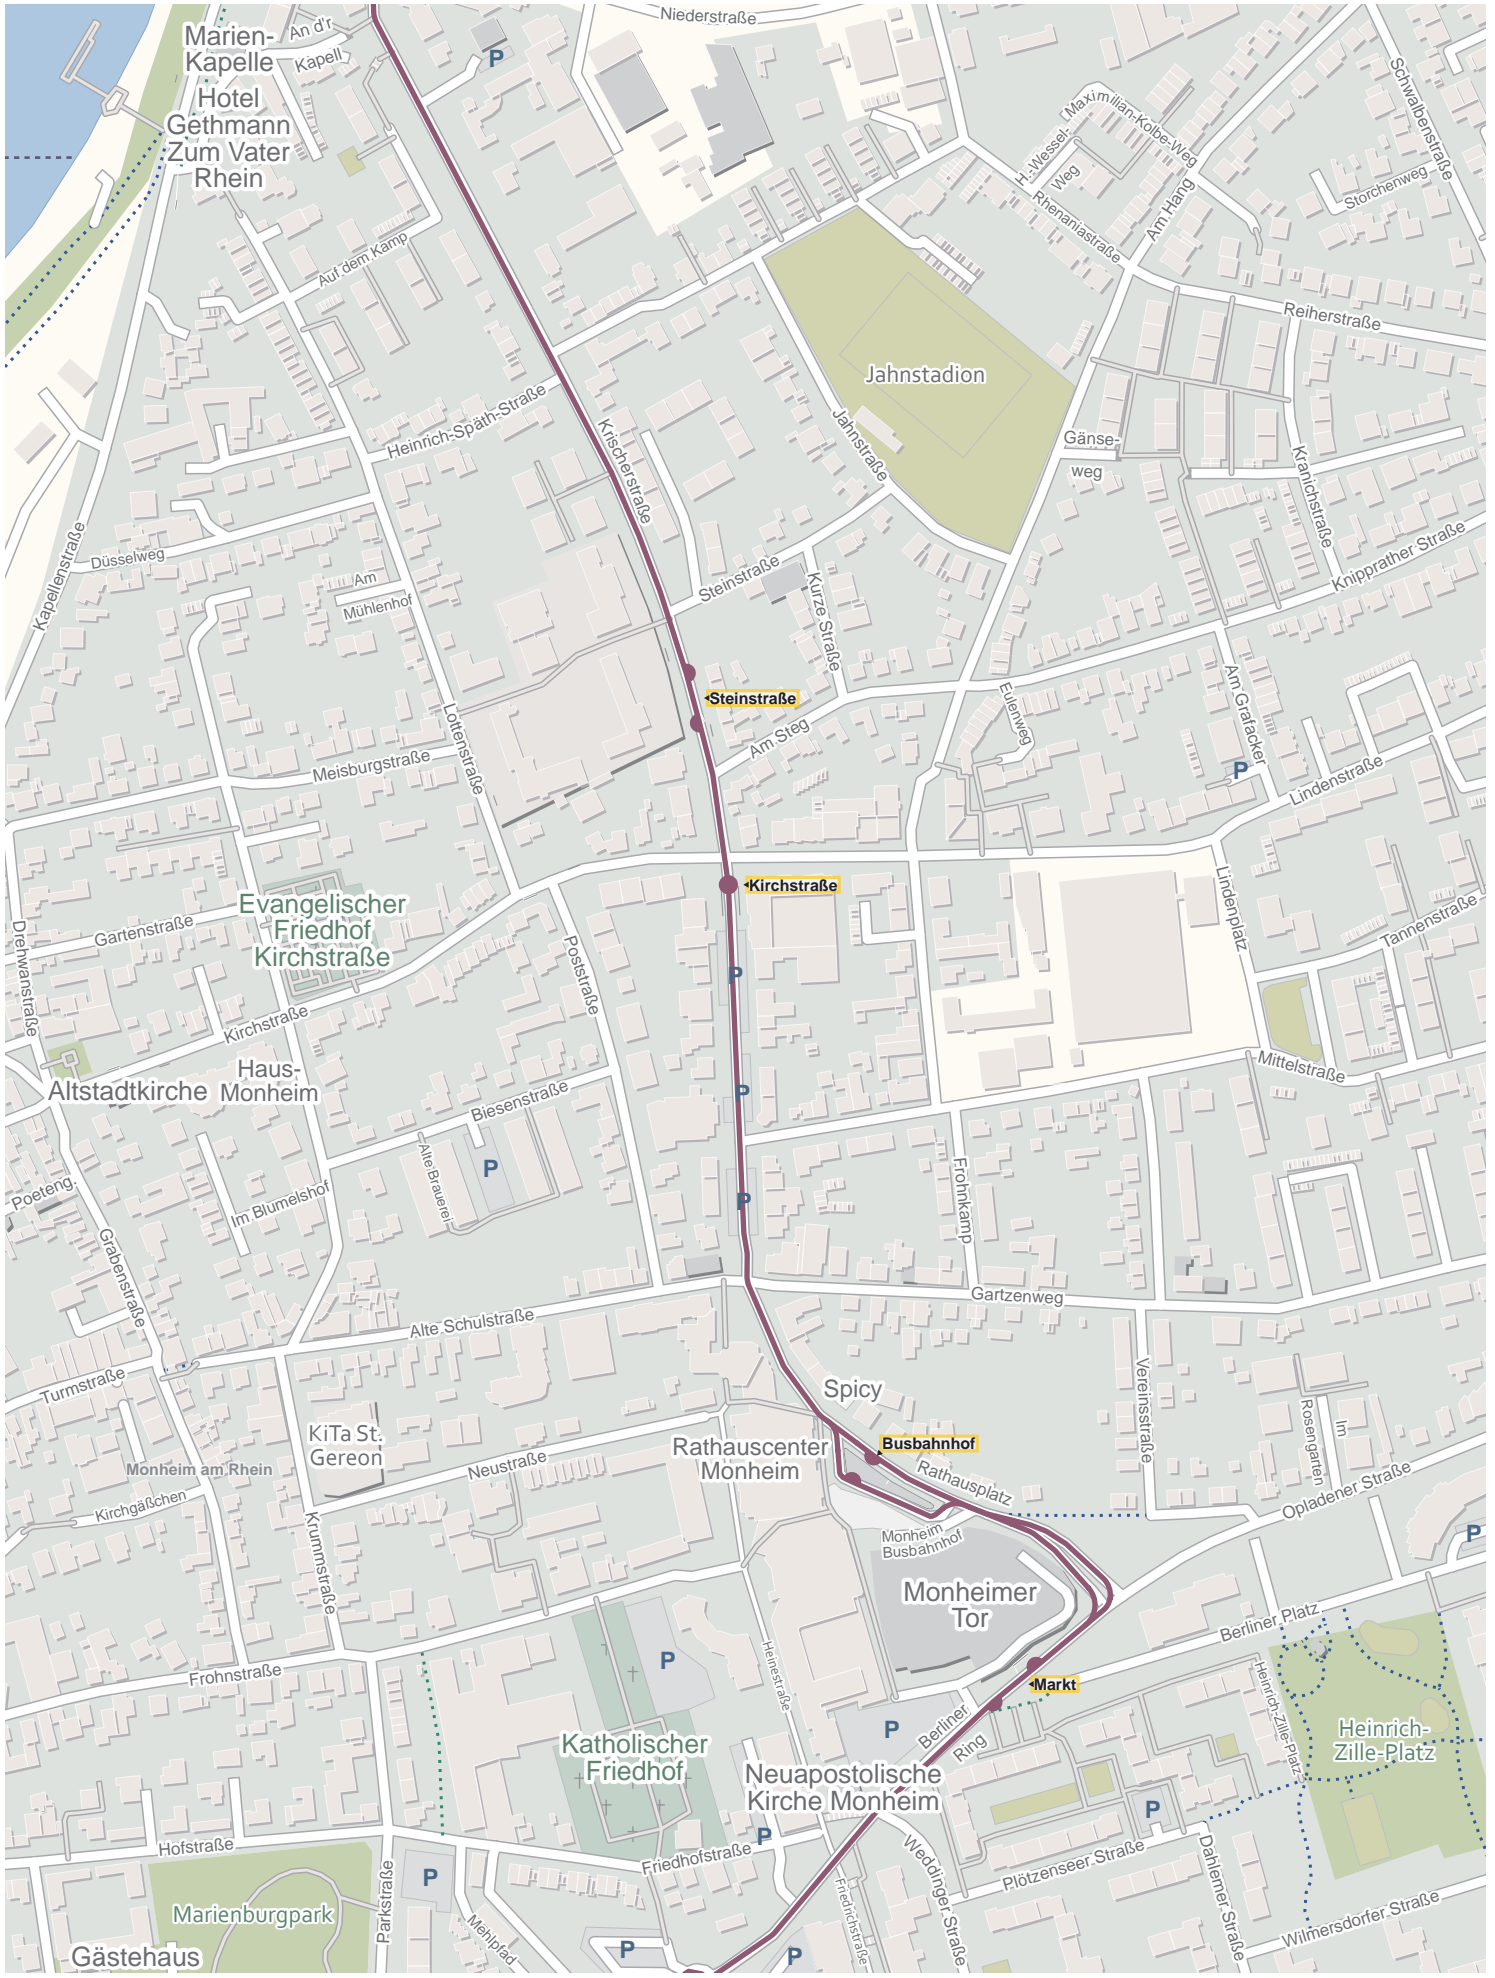 Niederstraße
An d'r
Kapell
Marien-
Kapelle
Hotel
Gethmann
Zum Vater
Rhein
P
Maximilian-Kolbe-Weg
H.-Wessel-
Weg
Schwalbenstraße
Storchenweg
Rhenaniastraße
Am Hang
Auf dem Kamp
Reiherstraße
Jahnstadion
Heinrich-Späth-Straße
Krischerstraße
Jahnstraße
Gänse-
weg
Kranichstraße
Kapellenstraße
Düsselweg
Am
Mühlenhof
Steinstraße
Kurze Straße
Knipprather Straße
Steinstraße
Lottenstraße
Meisburgstraße
Am Steg
Eulenweg
Am Grafacker
P
Lindenstraße
Kirchstraße
Evangelischer
Friedhof
Kirchstraße
Gartenstraße
Drehwanstraße
Poststraße
Lindenplatz
Tannenstraße
P
Kirchstraße
Altstadtkirche
Haus-
Monheim
Mittelstraße
P
Biesenstraße
Alte Brauerei
P
Frohnkamp
P
Poeteng.
Im Blumelshof
Grabenstraße
Gartzenweg
Alte Schulstraße
Turmstraße
Vereinsstraße
Spicy
KiTa St.
Gereon
Rathauscenter
Monheim
Busbahnhof
Rathausplatz
Im
Rosengarten
Monheim am Rhein
Neustraße
Kirchgäßchen
Opladener Straße
Krummstraße
Monheim
Busbahnhof
P
Monheimer
Tor
Berliner Platz
Frohnstraße
P
Heinestraße
Markt
Heinrich-Zille-Platz
Heinrich-
Zille-Platz
P
Berliner
Ring
Katholischer
Friedhof
Neuapostolische
Kirche Monheim
P
P
Hofstraße
Friedhofstraße
Weddinger Straße
Plötzenseer Straße
Dahlemer Straße
P
Marienburgpark
Parkstraße
Mehlpfad
Friedrichstraße
Wilmersdorfer Straße
P
P
Gästehaus